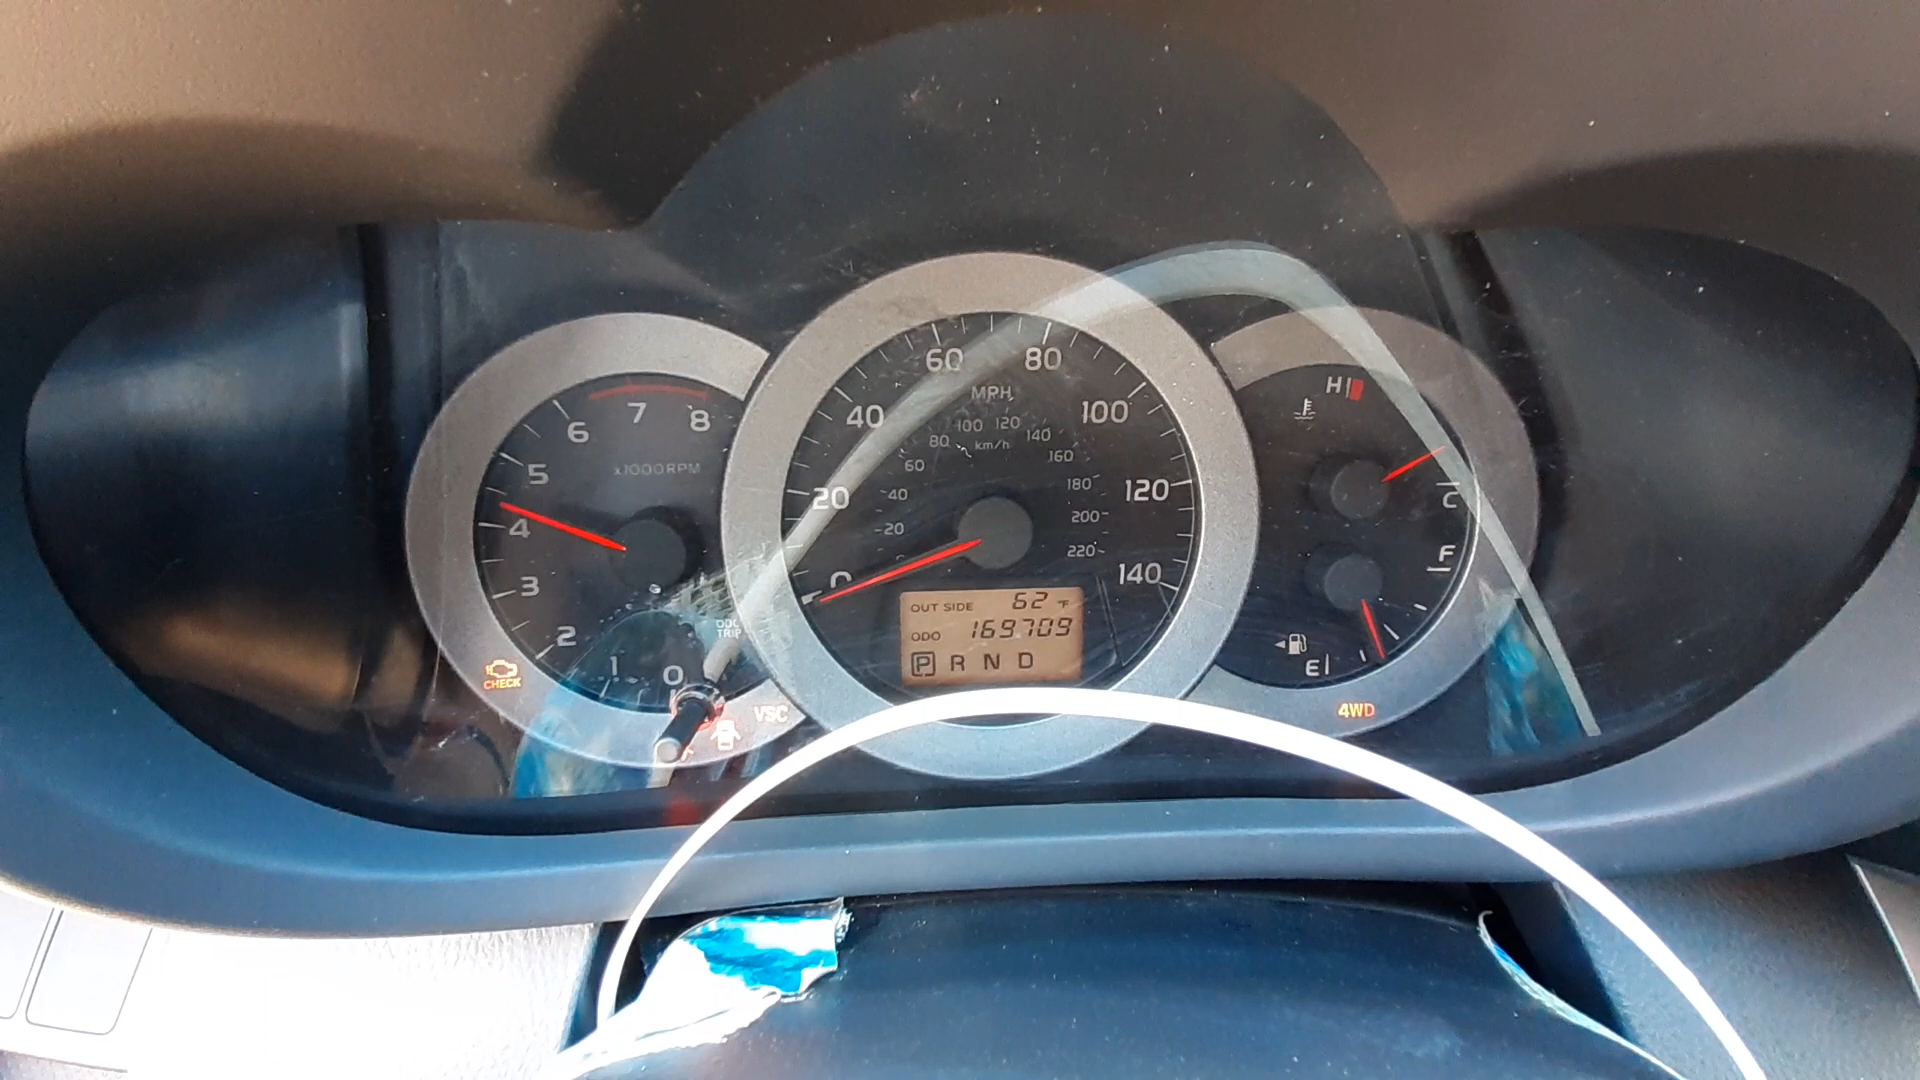 6 7 8
5 x1000RPM
4
3
2
1 0
ODO
TRIP
CHECK
VSC
60 80
MPH
40 100
100 120
80 km/h 140
60 160
20 40 180 120
20 200
0 220 140
OUT SIDE 62 °F
ODO 169709
P R N D
H
C
F
E
4WD